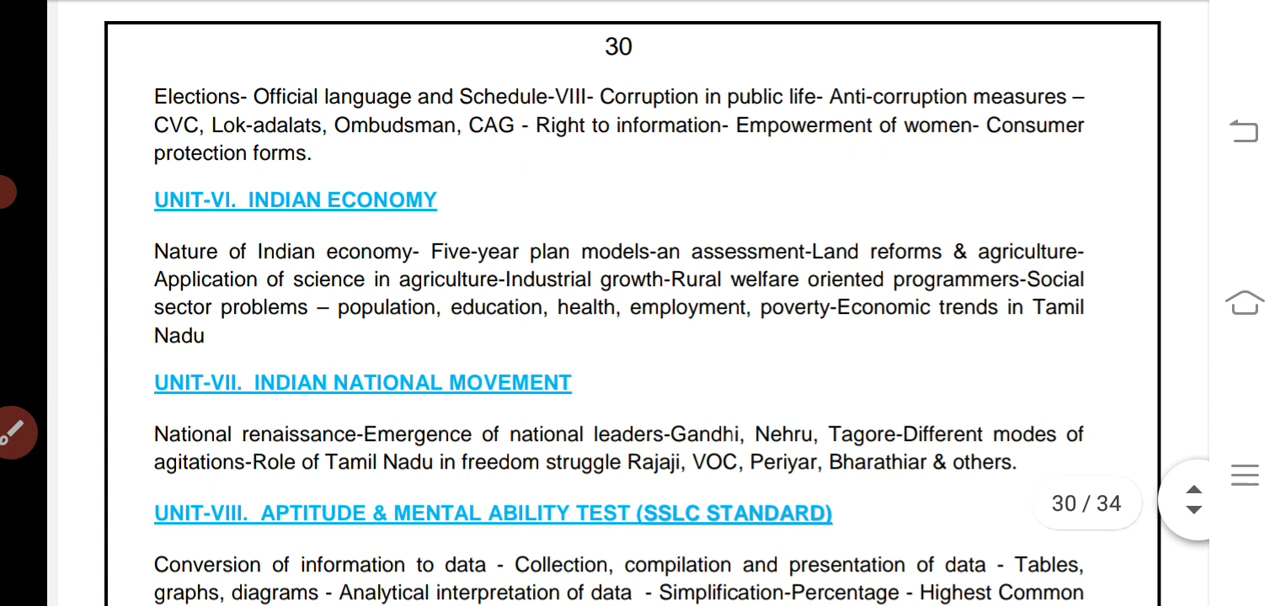 30
Elections- Official language and Schedule-VIII- Corruption in public life- Anti-corruption measures –
CVC, Lok-adalats, Ombudsman, CAG - Right to information- Empowerment of women- Consumer
protection forms.
UNIT-VI. INDIAN ECONOMY
Nature of Indian economy- Five-year plan models-an assessment-Land reforms & agriculture-
Application of science in agriculture-Industrial growth-Rural welfare oriented programmers-Social
sector problems – population, education, health, employment, poverty-Economic trends in Tamil
Nadu
UNIT-VII. INDIAN NATIONAL MOVEMENT
National renaissance-Emergence of national leaders-Gandhi, Nehru, Tagore-Different modes of
agitations-Role of Tamil Nadu in freedom struggle Rajaji, VOC, Periyar, Bharathiar & others.
30 / 34
UNIT-VIII. APTITUDE & MENTAL ABILITY TEST (SSLC STANDARD)
Conversion of information to data - Collection, compilation and presentation of data - Tables,
graphs, diagrams - Analytical interpretation of data - Simplification-Percentage - Highest Common